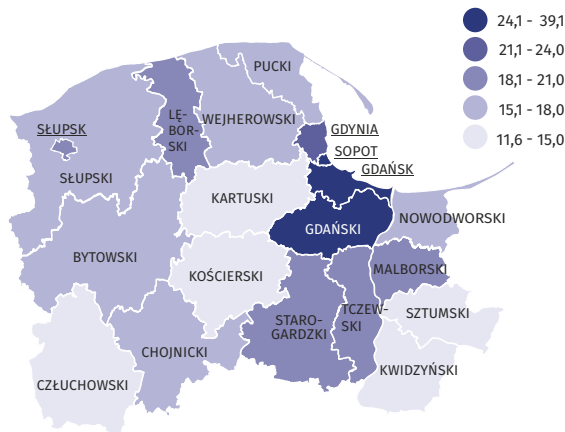 24,1 - 39,1
21,1 - 24,0
18,1 - 21,0
15,1 - 18,0
11,6 - 15,0
PUCKI
LĘ-
BOR-
SKI
WEJHEROWSKI
SŁUPSK
GDYNIA
SOPOT
GDAŃSK
SŁUPSKI
KARTUSKI
NOWODWORSKI
GDAŃSKI
BYTOWSKI
MALBORSKI
KOŚCIERSKI
STARO-
GARDZKI
TCZEW-
SKI
SZTUMSKI
CHOJNICKI
KWIDZYŃSKI
CZŁUCHOWSKI